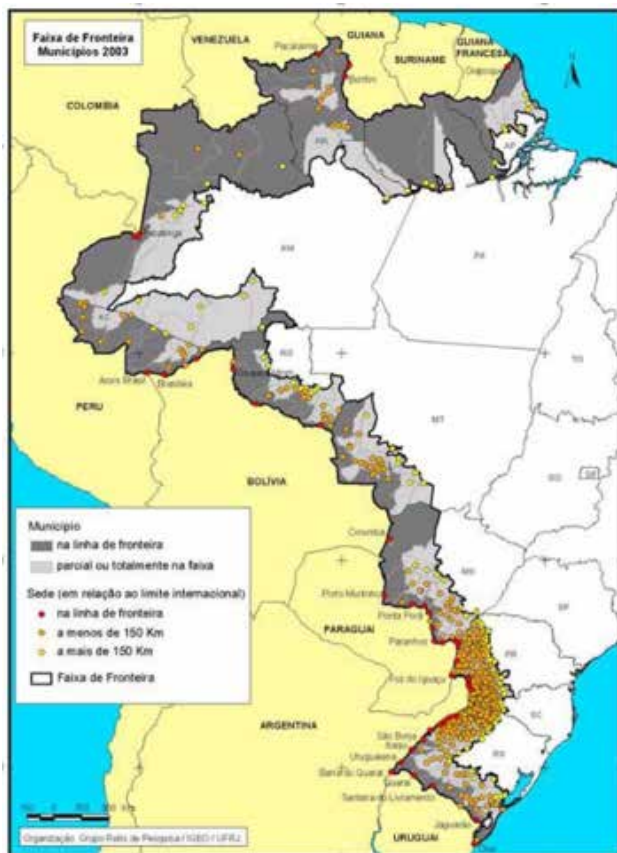 Faixa de Fronteira
Municípios 2003
VENEZUELA
GUIANA
SURINAME
GUIANA
FRANCESA
COLOMBIA
Pacaraima
Bonfim
Oiapoque
RR
AP
Tabatinga
AM
PA
AC
RO
Assis Brasil
Brasiléia
PERU
MT
TO
BOLÍVIA
GO
DF
Corumbá
MS
Porto Murtinho
Ponta Porã
SP
PARAGUAI
Paranhos
PR
Foz do Iguaçu
SC
ARGENTINA
São Borja
Itaqui
RS
Uruguaiana
Barra do Quaraí
Quaraí
Santana do Livramento
Jaguarão
URUGUAI
Chuí
Município
na linha de fronteira
parcial ou totalmente na faixa
Sede (em relação ao limite internacional)
na linha de fronteira
a menos de 150 Km
a mais de 150 Km
Faixa de Fronteira
Organização: Grupo Retis de Pesquisa / IGEO / UFRJ